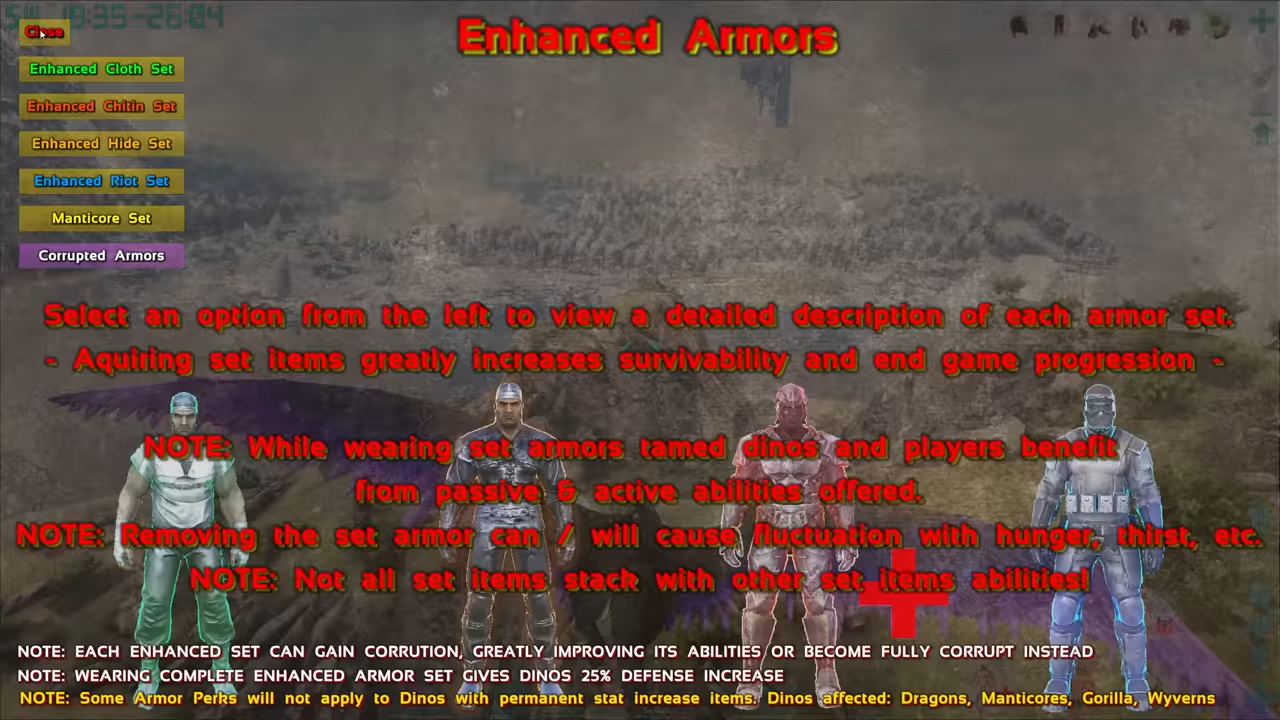 Enhanced Armors
Close
Enhanced Cloth Set
Enhanced Chitin Set
Enhanced Hide Set
Enhanced Riot Set
Manticore Set
Corrupted Armors
Select an option from the left to view a detailed description of each armor set.
- Aquiring set items greatly increases survivability and end game progression -
NOTE: While wearing set armors tamed dinos and players benefit
from passive & active abilities offered.
NOTE: Removing the set armor can / will cause fluctuation with hunger, thirst, etc.
NOTE: Not all set items stack with other set items abilities!
NOTE: EACH ENHANCED SET CAN GAIN CORRUTION, GREATLY IMPROVING ITS ABILITIES OR BECOME FULLY CORRUPT INSTEAD
NOTE: WEARING COMPLETE ENHANCED ARMOR SET GIVES DINOS 25% DEFENSE INCREASE
NOTE: Some Armor Perks will not apply to Dinos with permanent stat increase items. Dinos affected: Dragons, Manticores, Gorilla, Wyverns